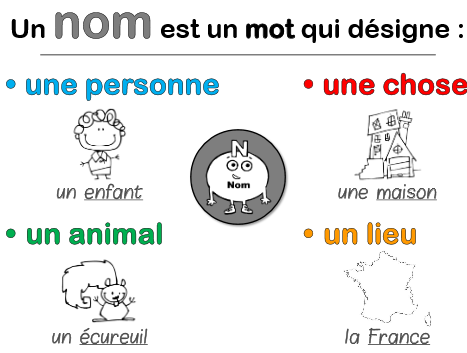 Un nom est un mot qui désigne :
• une personne
• une chose
un enfant
N
Nom
une maison
• un animal
• un lieu
un écureuil
la France